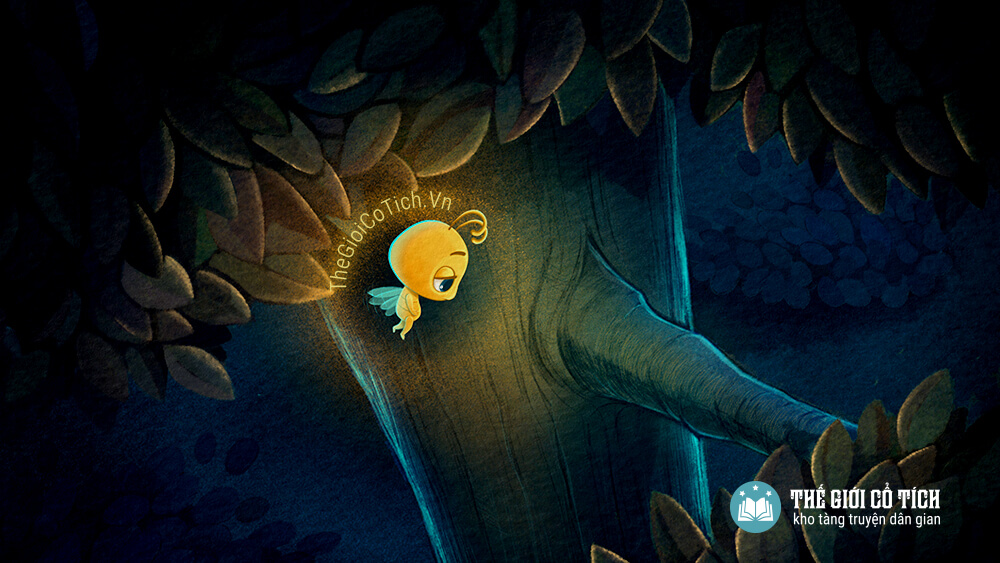 TheGioiCoTich.Vn
THẾ GIỚI CỔ TÍCH
kho tàng truyện dân gian